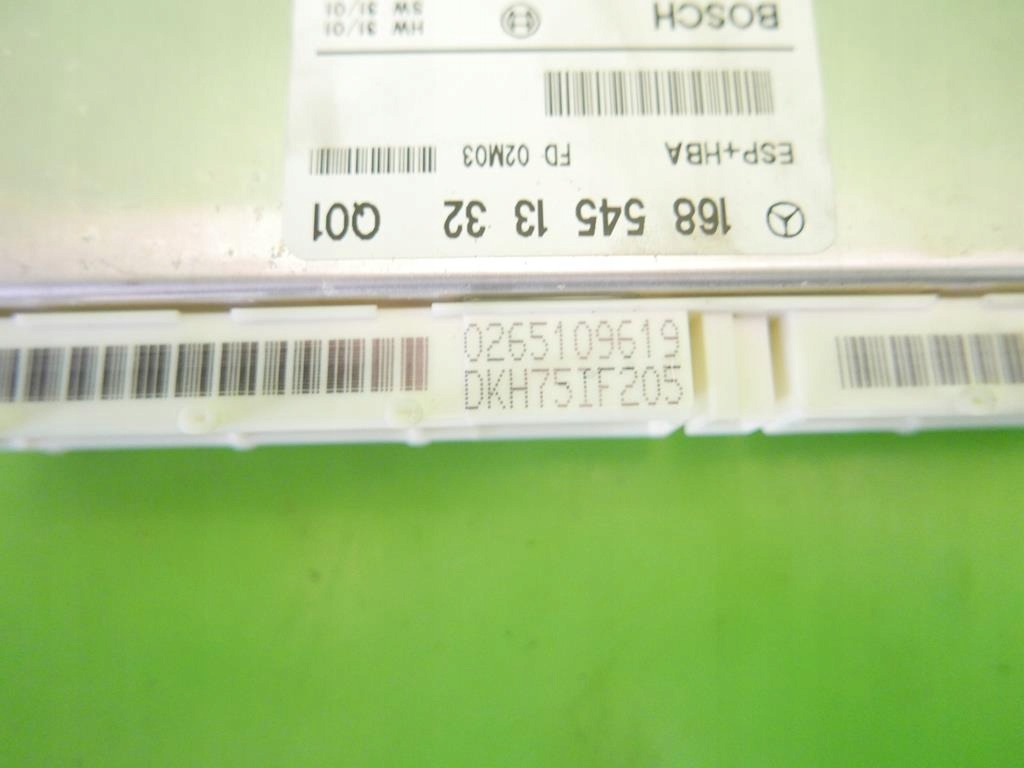 168 545 13 32 Q01
ESP+HBA FD 02M03
BOSCH HW 31/01
SW 31/01
0265109619
DKH75IF205